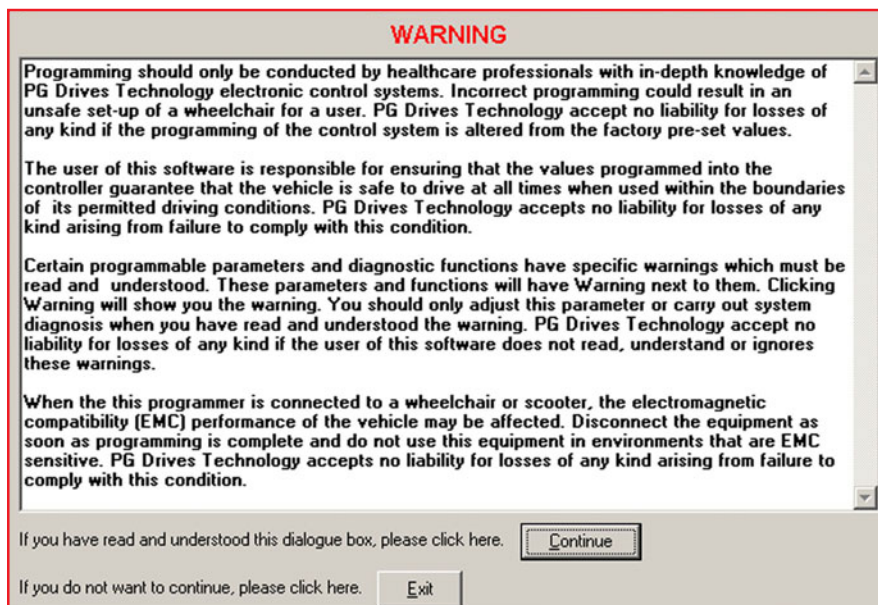 WARNING
Programming should only be conducted by healthcare professionals with in-depth knowledge of
PG Drives Technology electronic control systems. Incorrect programming could result in an
unsafe set-up of a wheelchair for a user. PG Drives Technology accept no liability for losses of
any kind if the programming of the control system is altered from the factory pre-set values.
The user of this software is responsible for ensuring that the values programmed into the
controller guarantee that the vehicle is safe to drive at all times when used within the boundaries
of its permitted driving conditions. PG Drives Technology accepts no liability for losses of any
kind arising from failure to comply with this condition.
Certain programmable parameters and diagnostic functions have specific warnings which must be
read and understood. These parameters and functions will have Warning next to them. Clicking
Warning will show you the warning. You should only adjust this parameter or carry out system
diagnosis when you have read and understood the warning. PG Drives Technology accept no
liability for losses of any kind if the user of this software does not read, understand or ignores
these warnings.
When the this programmer is connected to a wheelchair or scooter, the electromagnetic
compatibility (EMC) performance of the vehicle may be affected. Disconnect the equipment as
soon as programming is complete and do not use this equipment in environments that are EMC
sensitive. PG Drives Technology accepts no liability for losses of any kind arising from failure to
comply with this condition.
If you have read and understood this dialogue box, please click here. Continue
If you do not want to continue, please click here. Exit